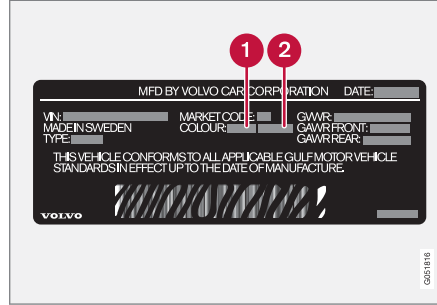 1 2
MFD BY VOLVO CAR CORPORATION DATE:
VIN: MARKET CODE: GVWR:
MADE IN SWEDEN COLOUR: GAWR FRONT:
TYPE: GAWR REAR:
THIS VEHICLE CONFORMS TO ALL APPLICABLE GULF MOTOR VEHICLE
STANDARDS IN EFFECT UP TO THE DATE OF MANUFACTURE.
VOLVO
G051816